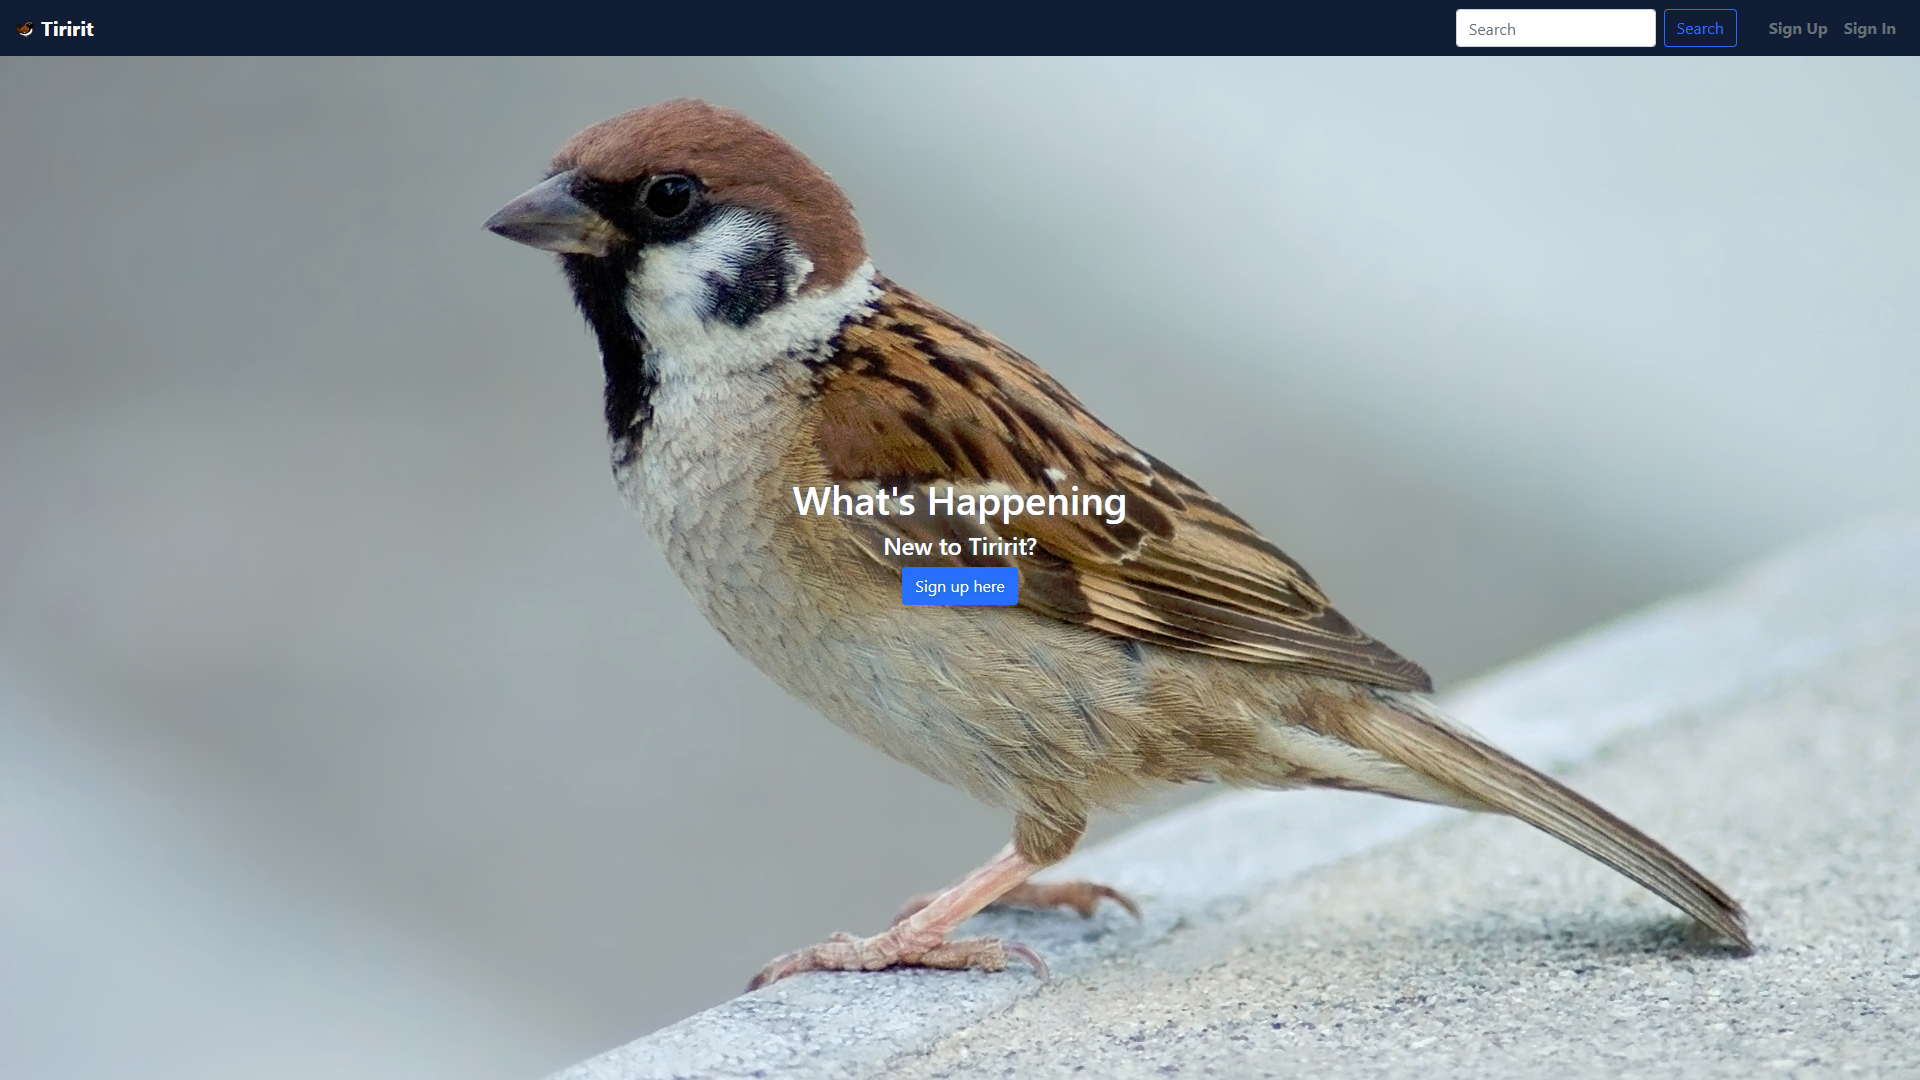 Tiririt
Search
Search
Sign Up
Sign In
What's Happening
New to Tiririt?
Sign up here